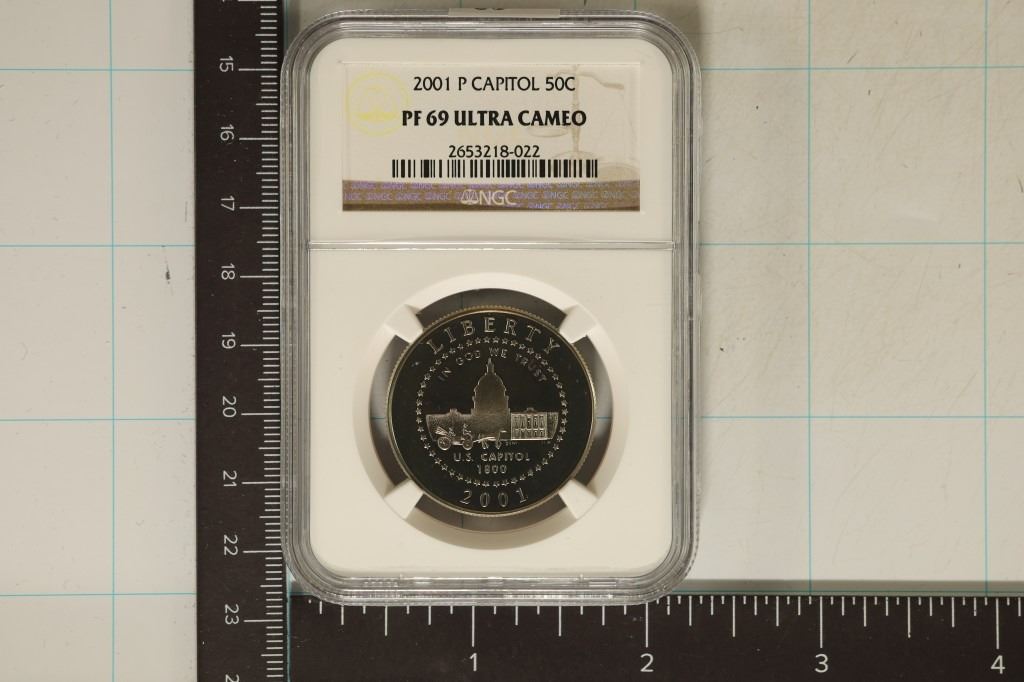 2001 P CAPITOL 50C
PF 69 ULTRA CAMEO
2653218-022
NGC
LIBERTY
IN GOD WE TRUST
U.S. CAPITOL
1800
2001
15
16
17
18
19
20
21
22
23
1
2
3
4